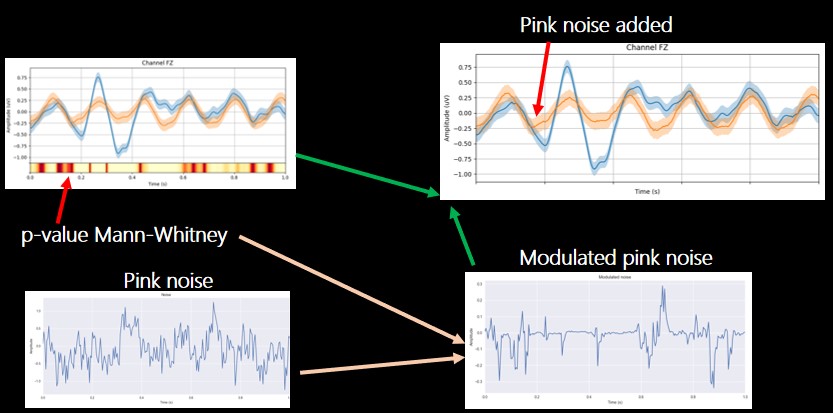 Pink noise added
Channel FZ
0.75
0.50
0.25
0.00
−0.25
−0.50
−0.75
−1.00
Amplitude (uV)
0.0
0.2
0.4
0.6
0.8
1.0
Time (s)
Channel FZ
0.75
0.50
0.25
0.00
−0.25
−0.50
−0.75
−1.00
Amplitude (uV)
Time (s)
p-value Mann-Whitney
Pink noise
Noise
Amplitude
Time (s)
Modulated pink noise
Modulated noise
Amplitude
Time (s)